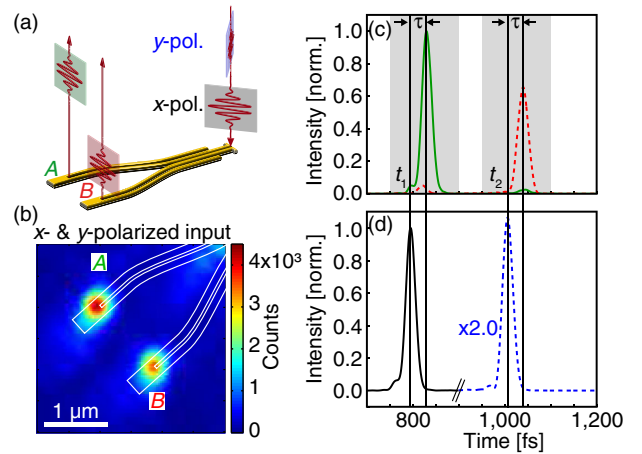 (a)
y-pol.
x-pol.
A
B
(b)
x- & y-polarized input
A
B
1 μm
4x10³
3
2
1
0
Counts
(c)
τ
τ
t₁
t₂
1.0
0.8
0.6
0.4
0.2
0.0
Intensity [norm.]
(d)
x2.0
1.0
0.8
0.6
0.4
0.2
0.0
Intensity [norm.]
800
1,000
1,200
Time [fs]